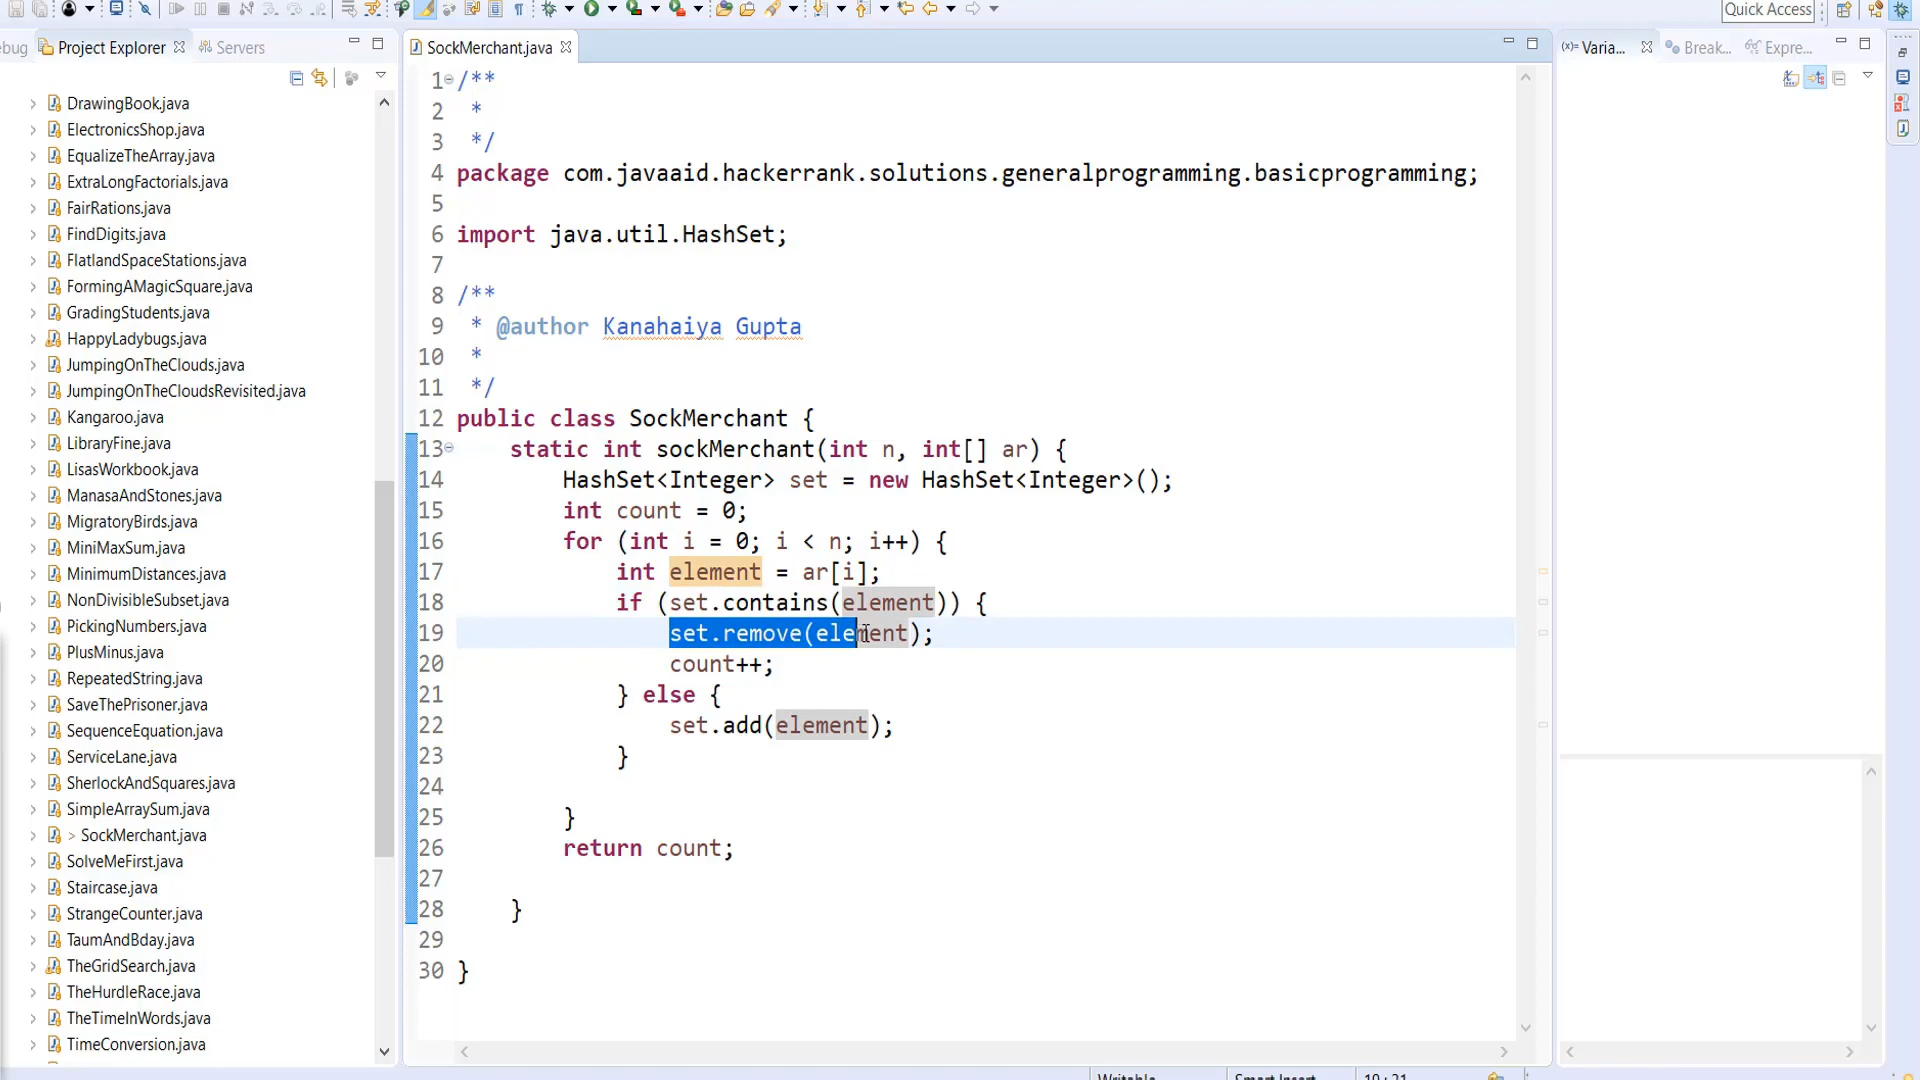 Quick Access
ebug
Project Explorer
Servers
SockMerchant.java
Varia...
Break...
Expre...
DrawingBook.java
ElectronicsShop.java
EqualizeTheArray.java
ExtraLongFactorials.java
FairRations.java
FindDigits.java
FlatlandSpaceStations.java
FormingAMagicSquare.java
GradingStudents.java
HappyLadybugs.java
JumpingOnTheClouds.java
JumpingOnTheCloudsRevisited.java
Kangaroo.java
LibraryFine.java
LisasWorkbook.java
ManasaAndStones.java
MigratoryBirds.java
MiniMaxSum.java
MinimumDistances.java
NonDivisibleSubset.java
PickingNumbers.java
PlusMinus.java
RepeatedString.java
SaveThePrisoner.java
SequenceEquation.java
ServiceLane.java
SherlockAndSquares.java
SimpleArraySum.java
> SockMerchant.java
SolveMeFirst.java
Staircase.java
StrangeCounter.java
TaumAndBday.java
TheGridSearch.java
TheHurdleRace.java
TheTimeInWords.java
TimeConversion.java
1 /**
2 *
3 */
4 package com.javaaid.hackerrank.solutions.generalprogramming.basicprogramming;
5
6 import java.util.HashSet;
7
8 /**
9 * @author Kanahaiya Gupta
10 *
11 */
12 public class SockMerchant {
13 static int sockMerchant(int n, int[] ar) {
14 HashSet<Integer> set = new HashSet<Integer>();
15 int count = 0;
16 for (int i = 0; i < n; i++) {
17 int element = ar[i];
18 if (set.contains(element)) {
19 set.remove(element);
20 count++;
21 } else {
22 set.add(element);
23 }
24
25 }
26 return count;
27
28 }
29
30 }
Writable
Smart Insert
19 : 21